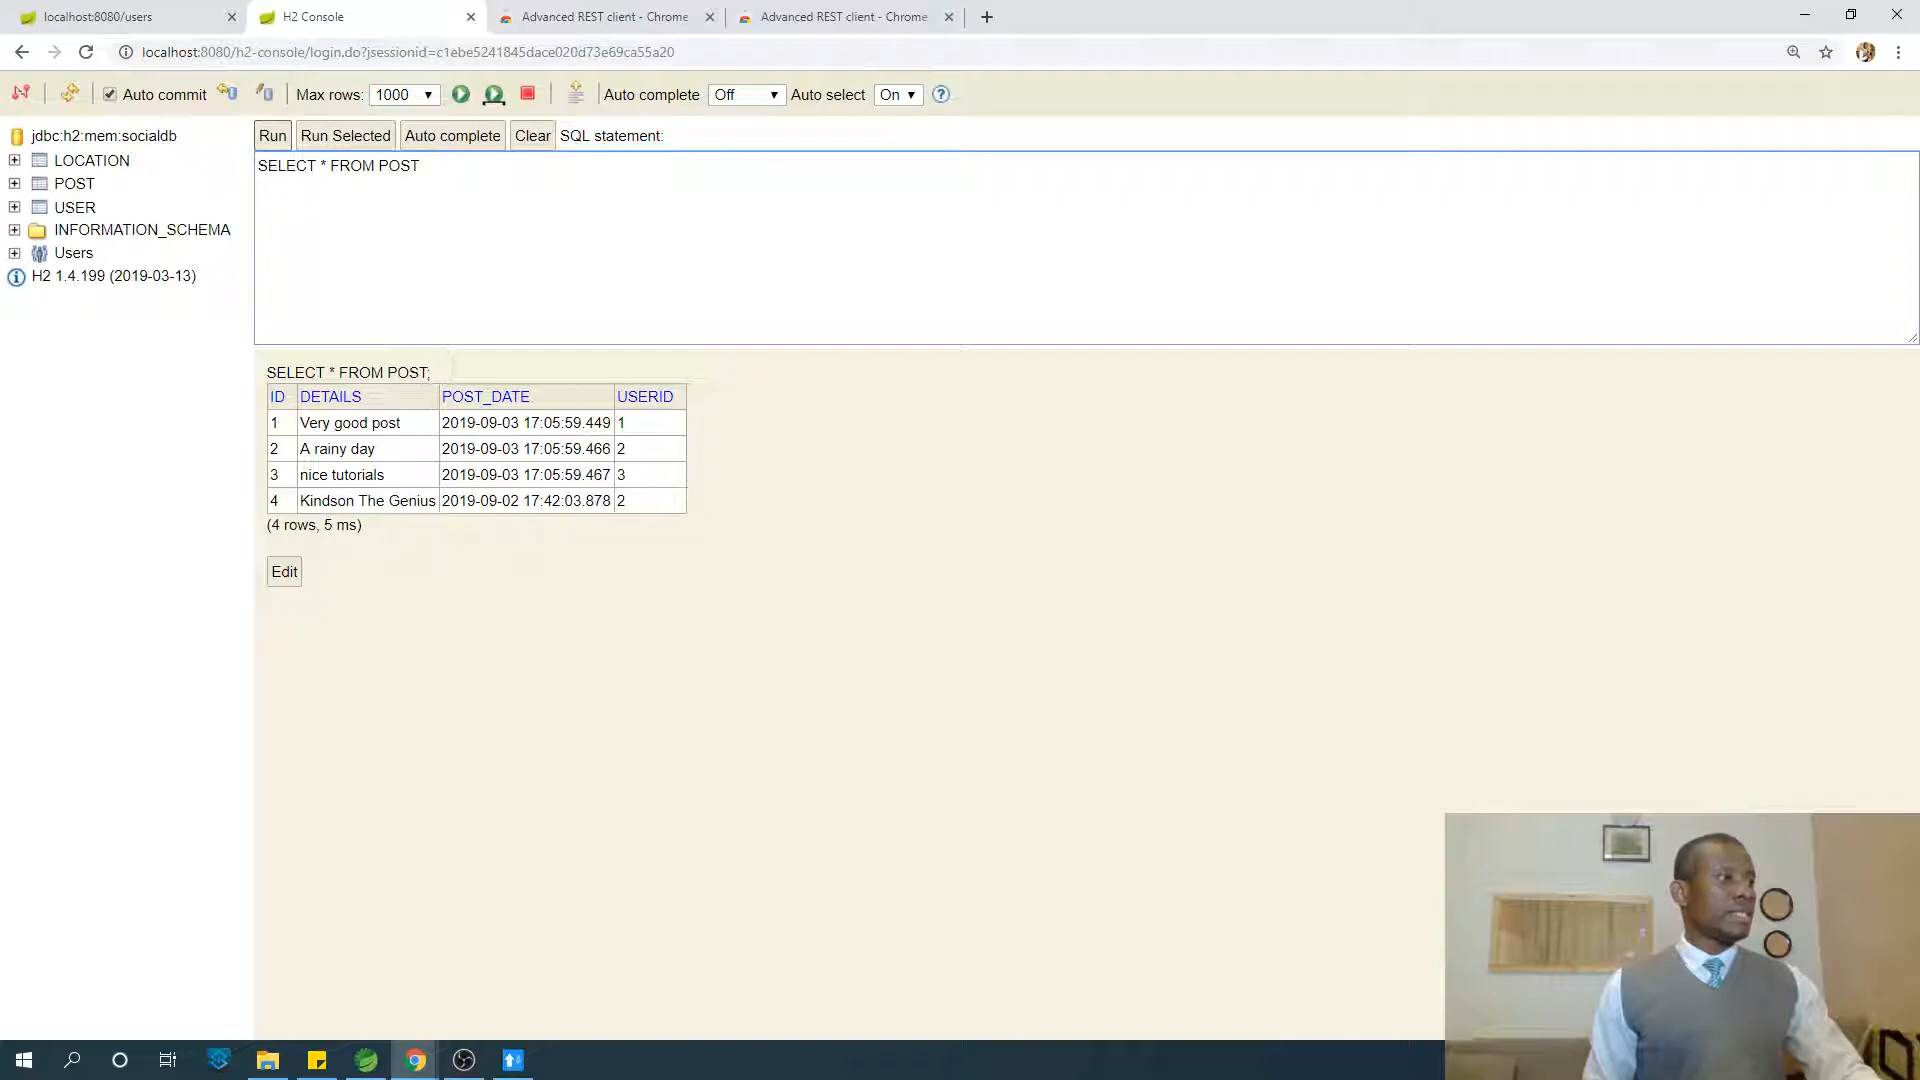 localhost:8080/users
H2 Console
Advanced REST client - Chrome
Advanced REST client - Chrome
localhost:8080/h2-console/login.do?jsessionid=c1ebe5241845dace020d73e69ca55a20
Auto commit
Max rows: 1000
Auto complete Off
Auto select On
jdbc:h2:mem:socialdb
LOCATION
POST
USER
INFORMATION_SCHEMA
Users
H2 1.4.199 (2019-03-13)
Run Run Selected Auto complete Clear SQL statement:
SELECT * FROM POST
SELECT * FROM POST;
ID DETAILS POST_DATE USERID
1 Very good post 2019-09-03 17:05:59.449 1
2 A rainy day 2019-09-03 17:05:59.466 2
3 nice tutorials 2019-09-03 17:05:59.467 3
4 Kindson The Genius 2019-09-02 17:42:03.878 2
(4 rows, 5 ms)
Edit